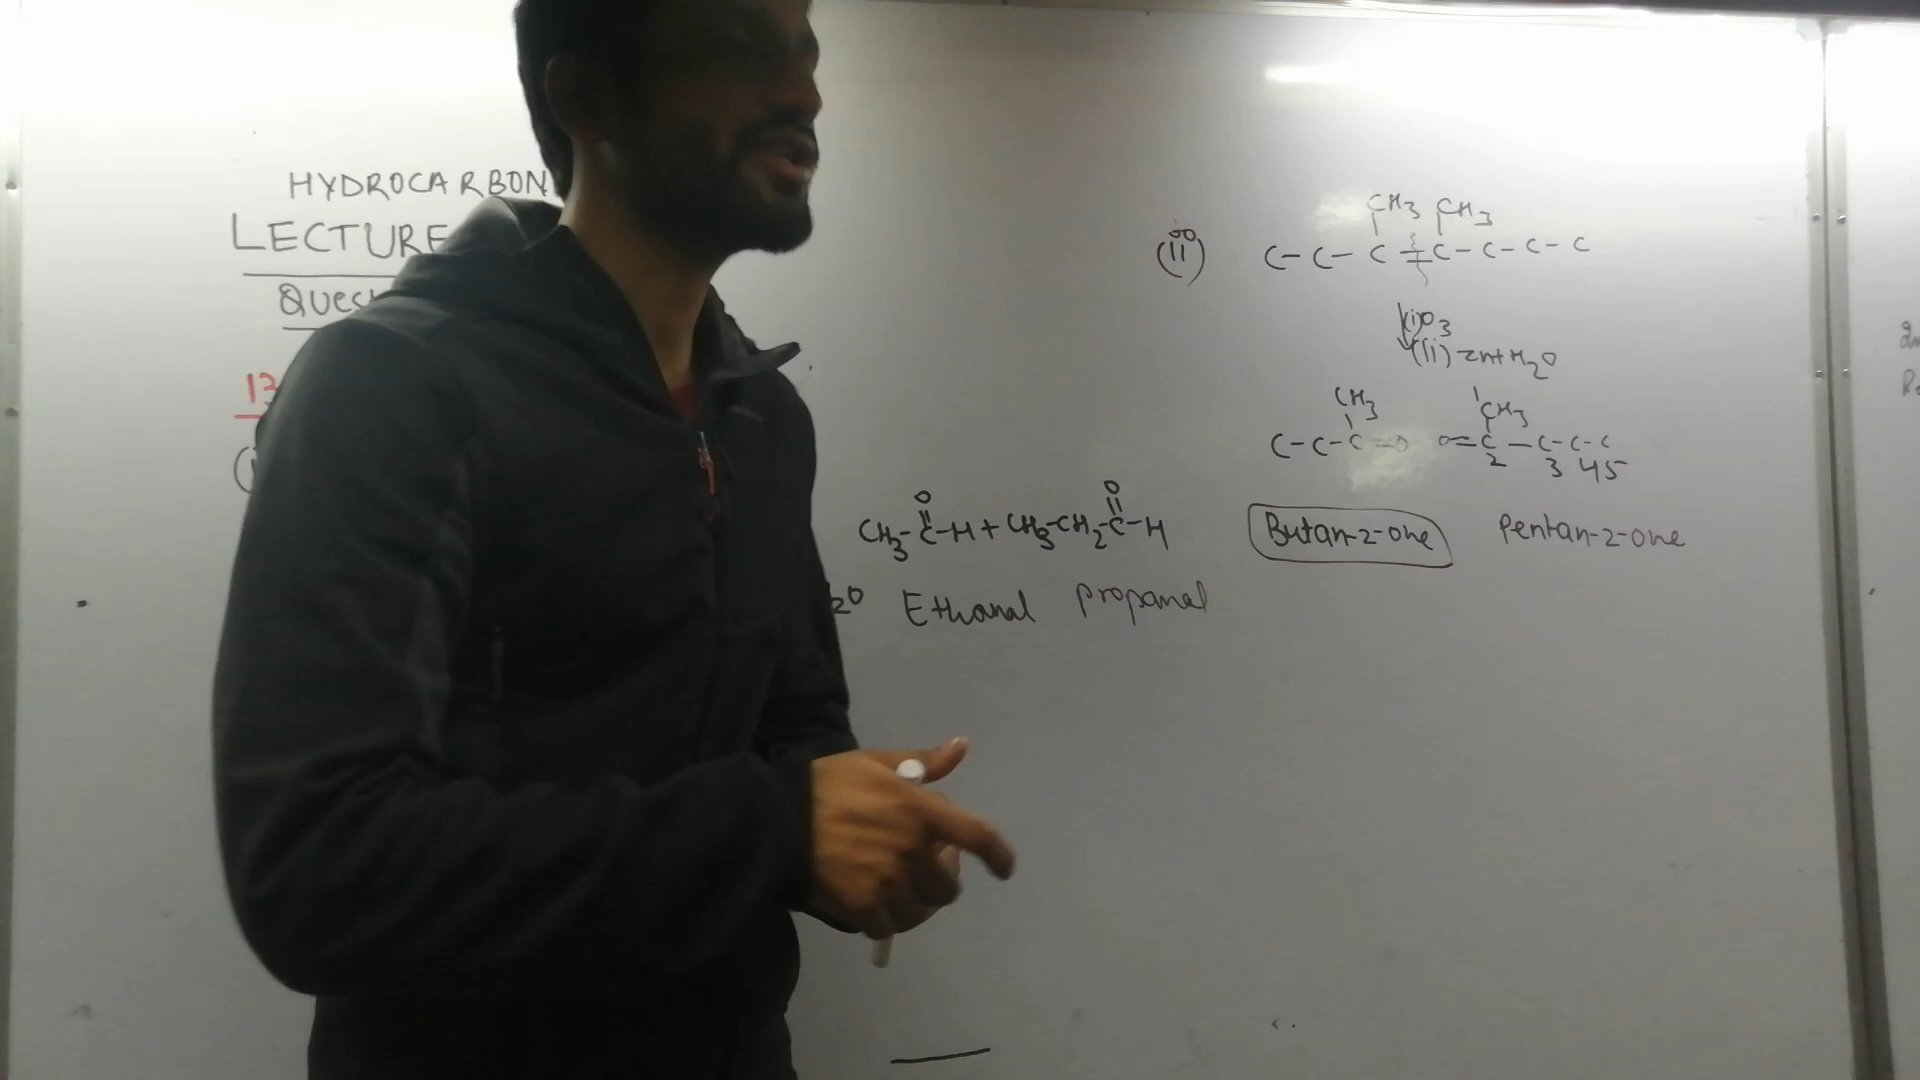 HYDROCARBON
LECTURE
QUES
13
(i
CH3-C-H + CH3-CH2-C-H
O O
2O Ethanal propanal
(ii)
CH3 CH3
C-C-C=C-C-C-C
(i)O3
(ii) Zn+H2O
CH3 CH3
C-C-C=O O=C-C-C-C
2 3 4 5
Butan-2-one Pentan-2-one